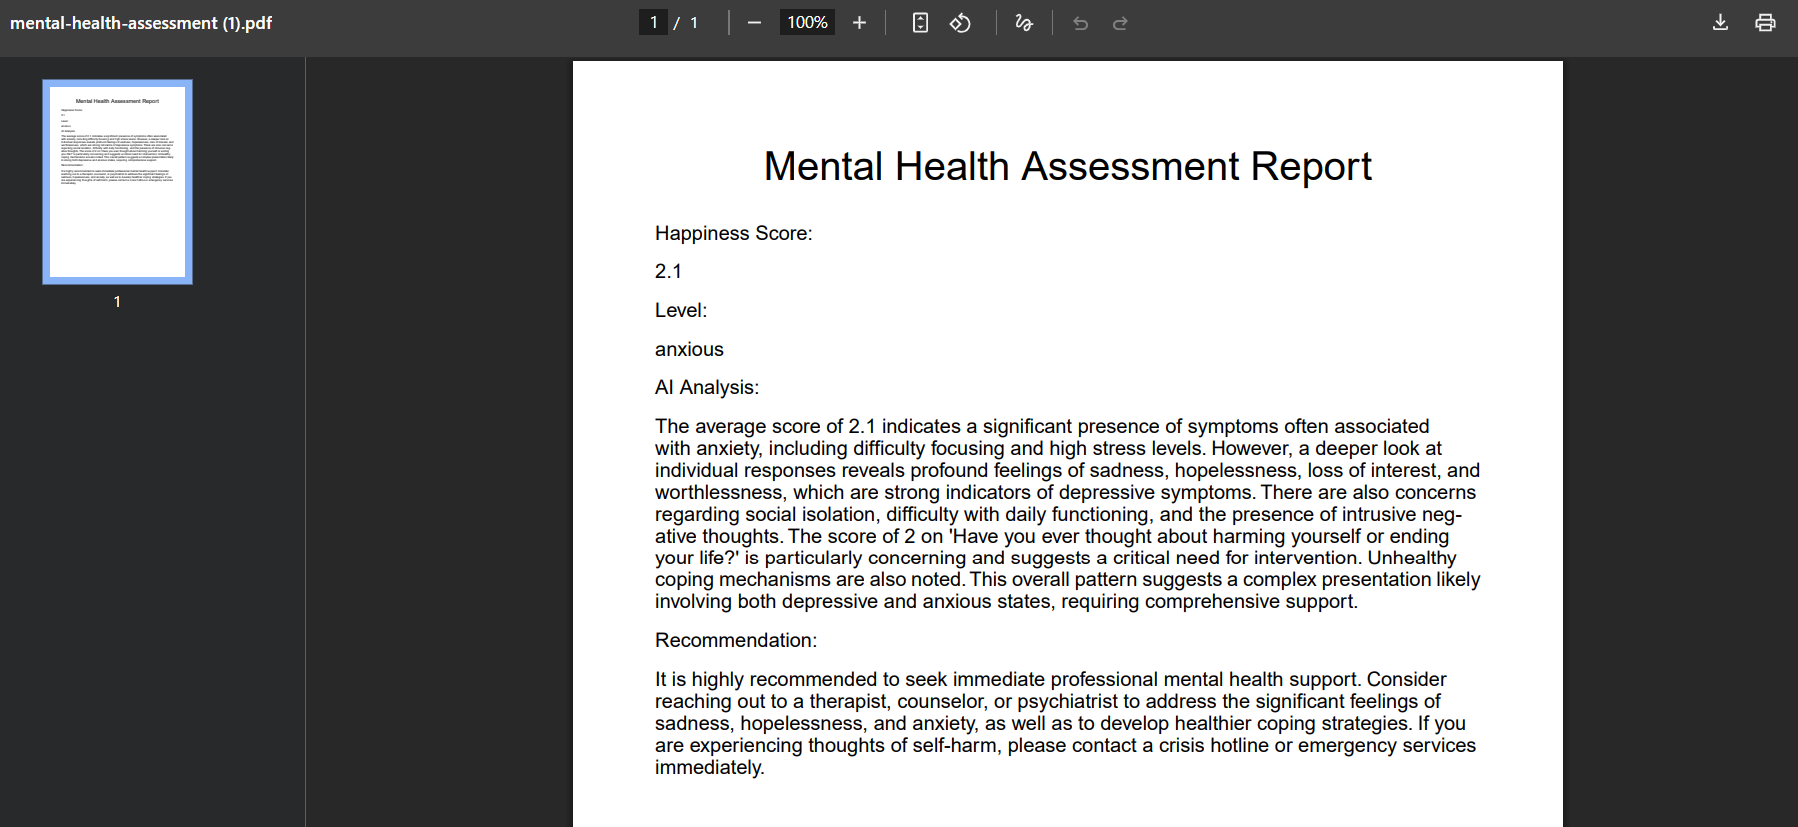 mental-health-assessment (1).pdf
1 / 1
100%
1
Mental Health Assessment Report
Happiness Score:
2.1
Level:
anxious
AI Analysis:
The average score of 2.1 indicates a significant presence of symptoms often associated
with anxiety, including difficulty focusing and high stress levels. However, a deeper look at
individual responses reveals profound feelings of sadness, hopelessness, loss of interest, and
worthlessness, which are strong indicators of depressive symptoms. There are also concerns
regarding social isolation, difficulty with daily functioning, and the presence of intrusive neg-
ative thoughts. The score of 2 on 'Have you ever thought about harming yourself or ending
your life?' is particularly concerning and suggests a critical need for intervention. Unhealthy
coping mechanisms are also noted. This overall pattern suggests a complex presentation likely
involving both depressive and anxious states, requiring comprehensive support.
Recommendation:
It is highly recommended to seek immediate professional mental health support. Consider
reaching out to a therapist, counselor, or psychiatrist to address the significant feelings of
sadness, hopelessness, and anxiety, as well as to develop healthier coping strategies. If you
are experiencing thoughts of self-harm, please contact a crisis hotline or emergency services
immediately.